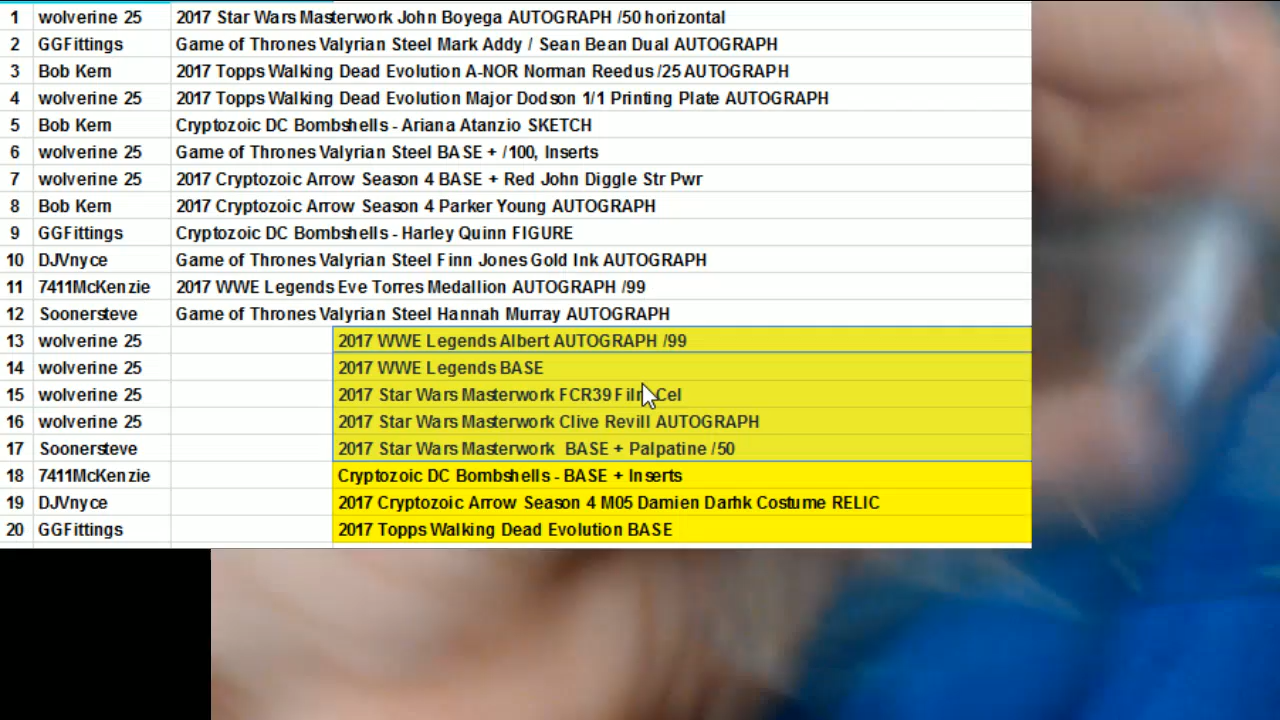 1 wolverine 25 2017 Star Wars Masterwork John Boyega AUTOGRAPH /50 horizontal
2 GGFittings Game of Thrones Valyrian Steel Mark Addy / Sean Bean Dual AUTOGRAPH
3 Bob Kern 2017 Topps Walking Dead Evolution A-NOR Norman Reedus /25 AUTOGRAPH
4 wolverine 25 2017 Topps Walking Dead Evolution Major Dodson 1/1 Printing Plate AUTOGRAPH
5 Bob Kern Cryptozoic DC Bombshells - Ariana Atanzio SKETCH
6 wolverine 25 Game of Thrones Valyrian Steel BASE + /100, Inserts
7 wolverine 25 2017 Cryptozoic Arrow Season 4 BASE + Red John Diggle Str Pwr
8 Bob Kern 2017 Cryptozoic Arrow Season 4 Parker Young AUTOGRAPH
9 GGFittings Cryptozoic DC Bombshells - Harley Quinn FIGURE
10 DJVnyce Game of Thrones Valyrian Steel Finn Jones Gold Ink AUTOGRAPH
11 7411McKenzie 2017 WWE Legends Eve Torres Medallion AUTOGRAPH /99
12 Soonersteve Game of Thrones Valyrian Steel Hannah Murray AUTOGRAPH
13 wolverine 25 2017 WWE Legends Albert AUTOGRAPH /99
14 wolverine 25 2017 WWE Legends BASE
15 wolverine 25 2017 Star Wars Masterwork FCR39 Film Cel
16 wolverine 25 2017 Star Wars Masterwork Clive Revill AUTOGRAPH
17 Soonersteve 2017 Star Wars Masterwork BASE + Palpatine /50
18 7411McKenzie Cryptozoic DC Bombshells - BASE + Inserts
19 DJVnyce 2017 Cryptozoic Arrow Season 4 M05 Damien Darhk Costume RELIC
20 GGFittings 2017 Topps Walking Dead Evolution BASE